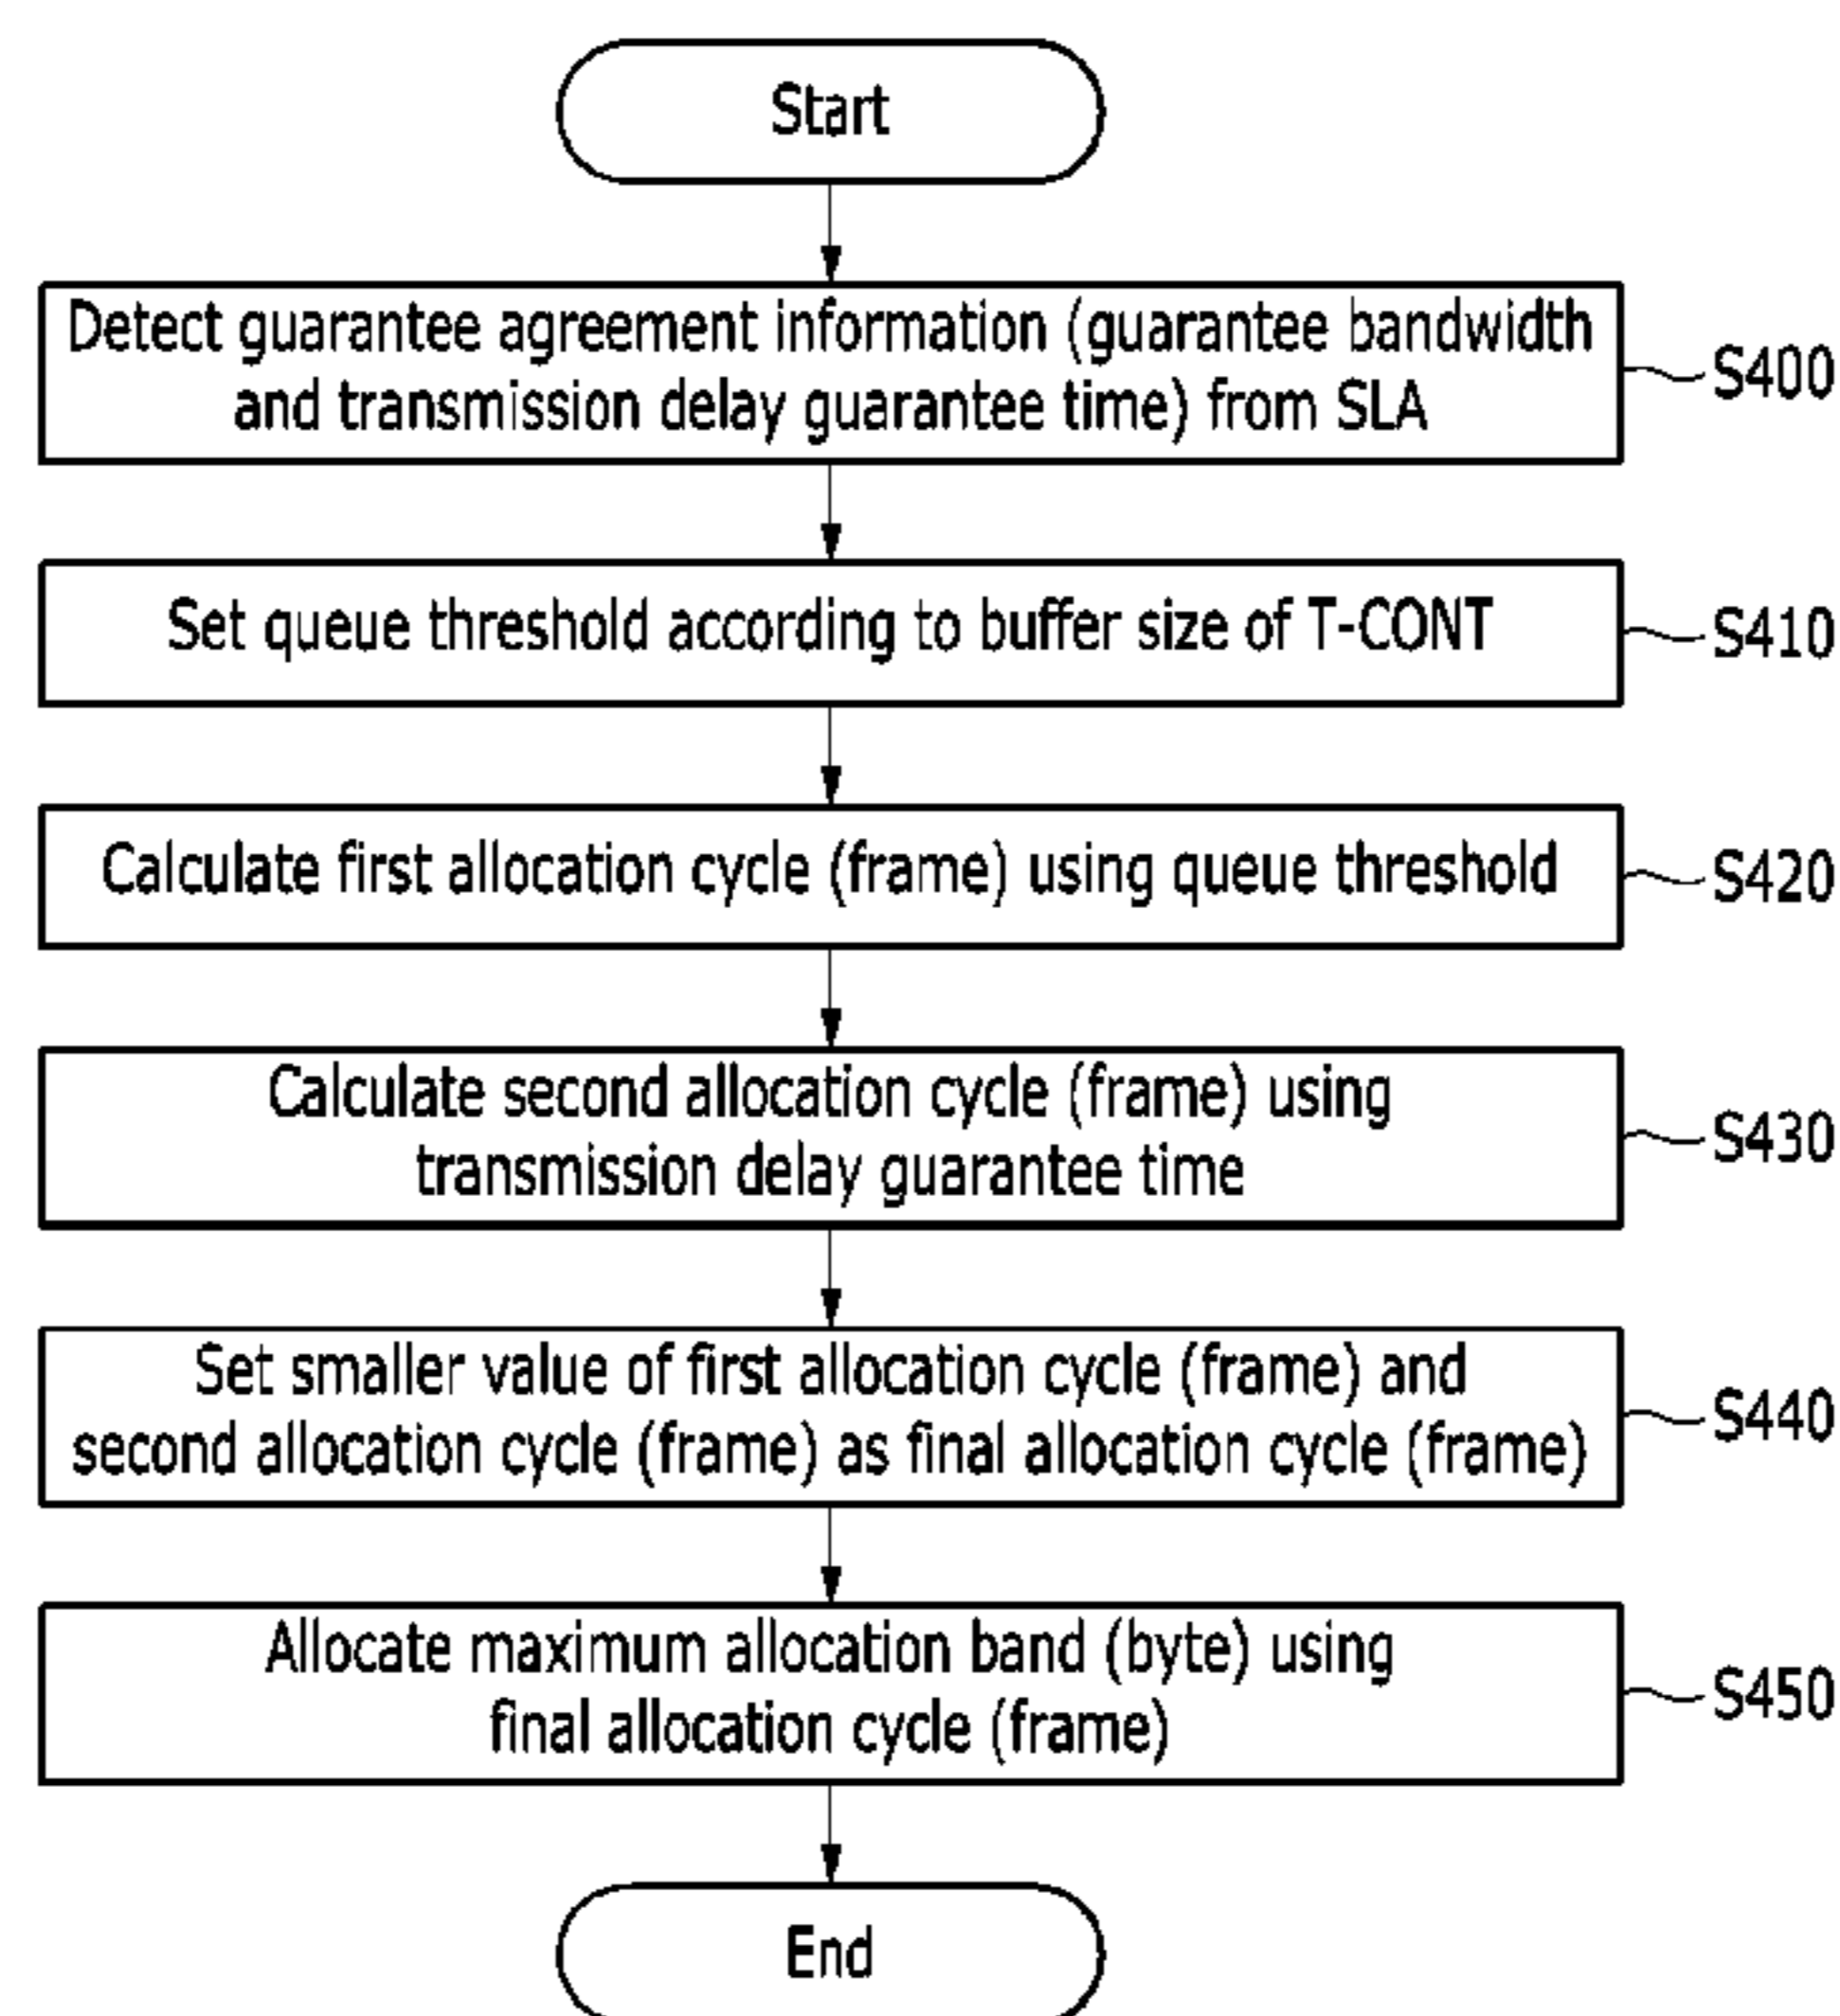 Start
Detect guarantee agreement information (guarantee bandwidth
and transmission delay guarantee time) from SLA
S400
Set queue threshold according to buffer size of T-CONT
S410
Calculate first allocation cycle (frame) using queue threshold
S420
Calculate second allocation cycle (frame) using
transmission delay guarantee time
S430
Set smaller value of first allocation cycle (frame) and
second allocation cycle (frame) as final allocation cycle (frame)
S440
Allocate maximum allocation band (byte) using
final allocation cycle (frame)
S450
End